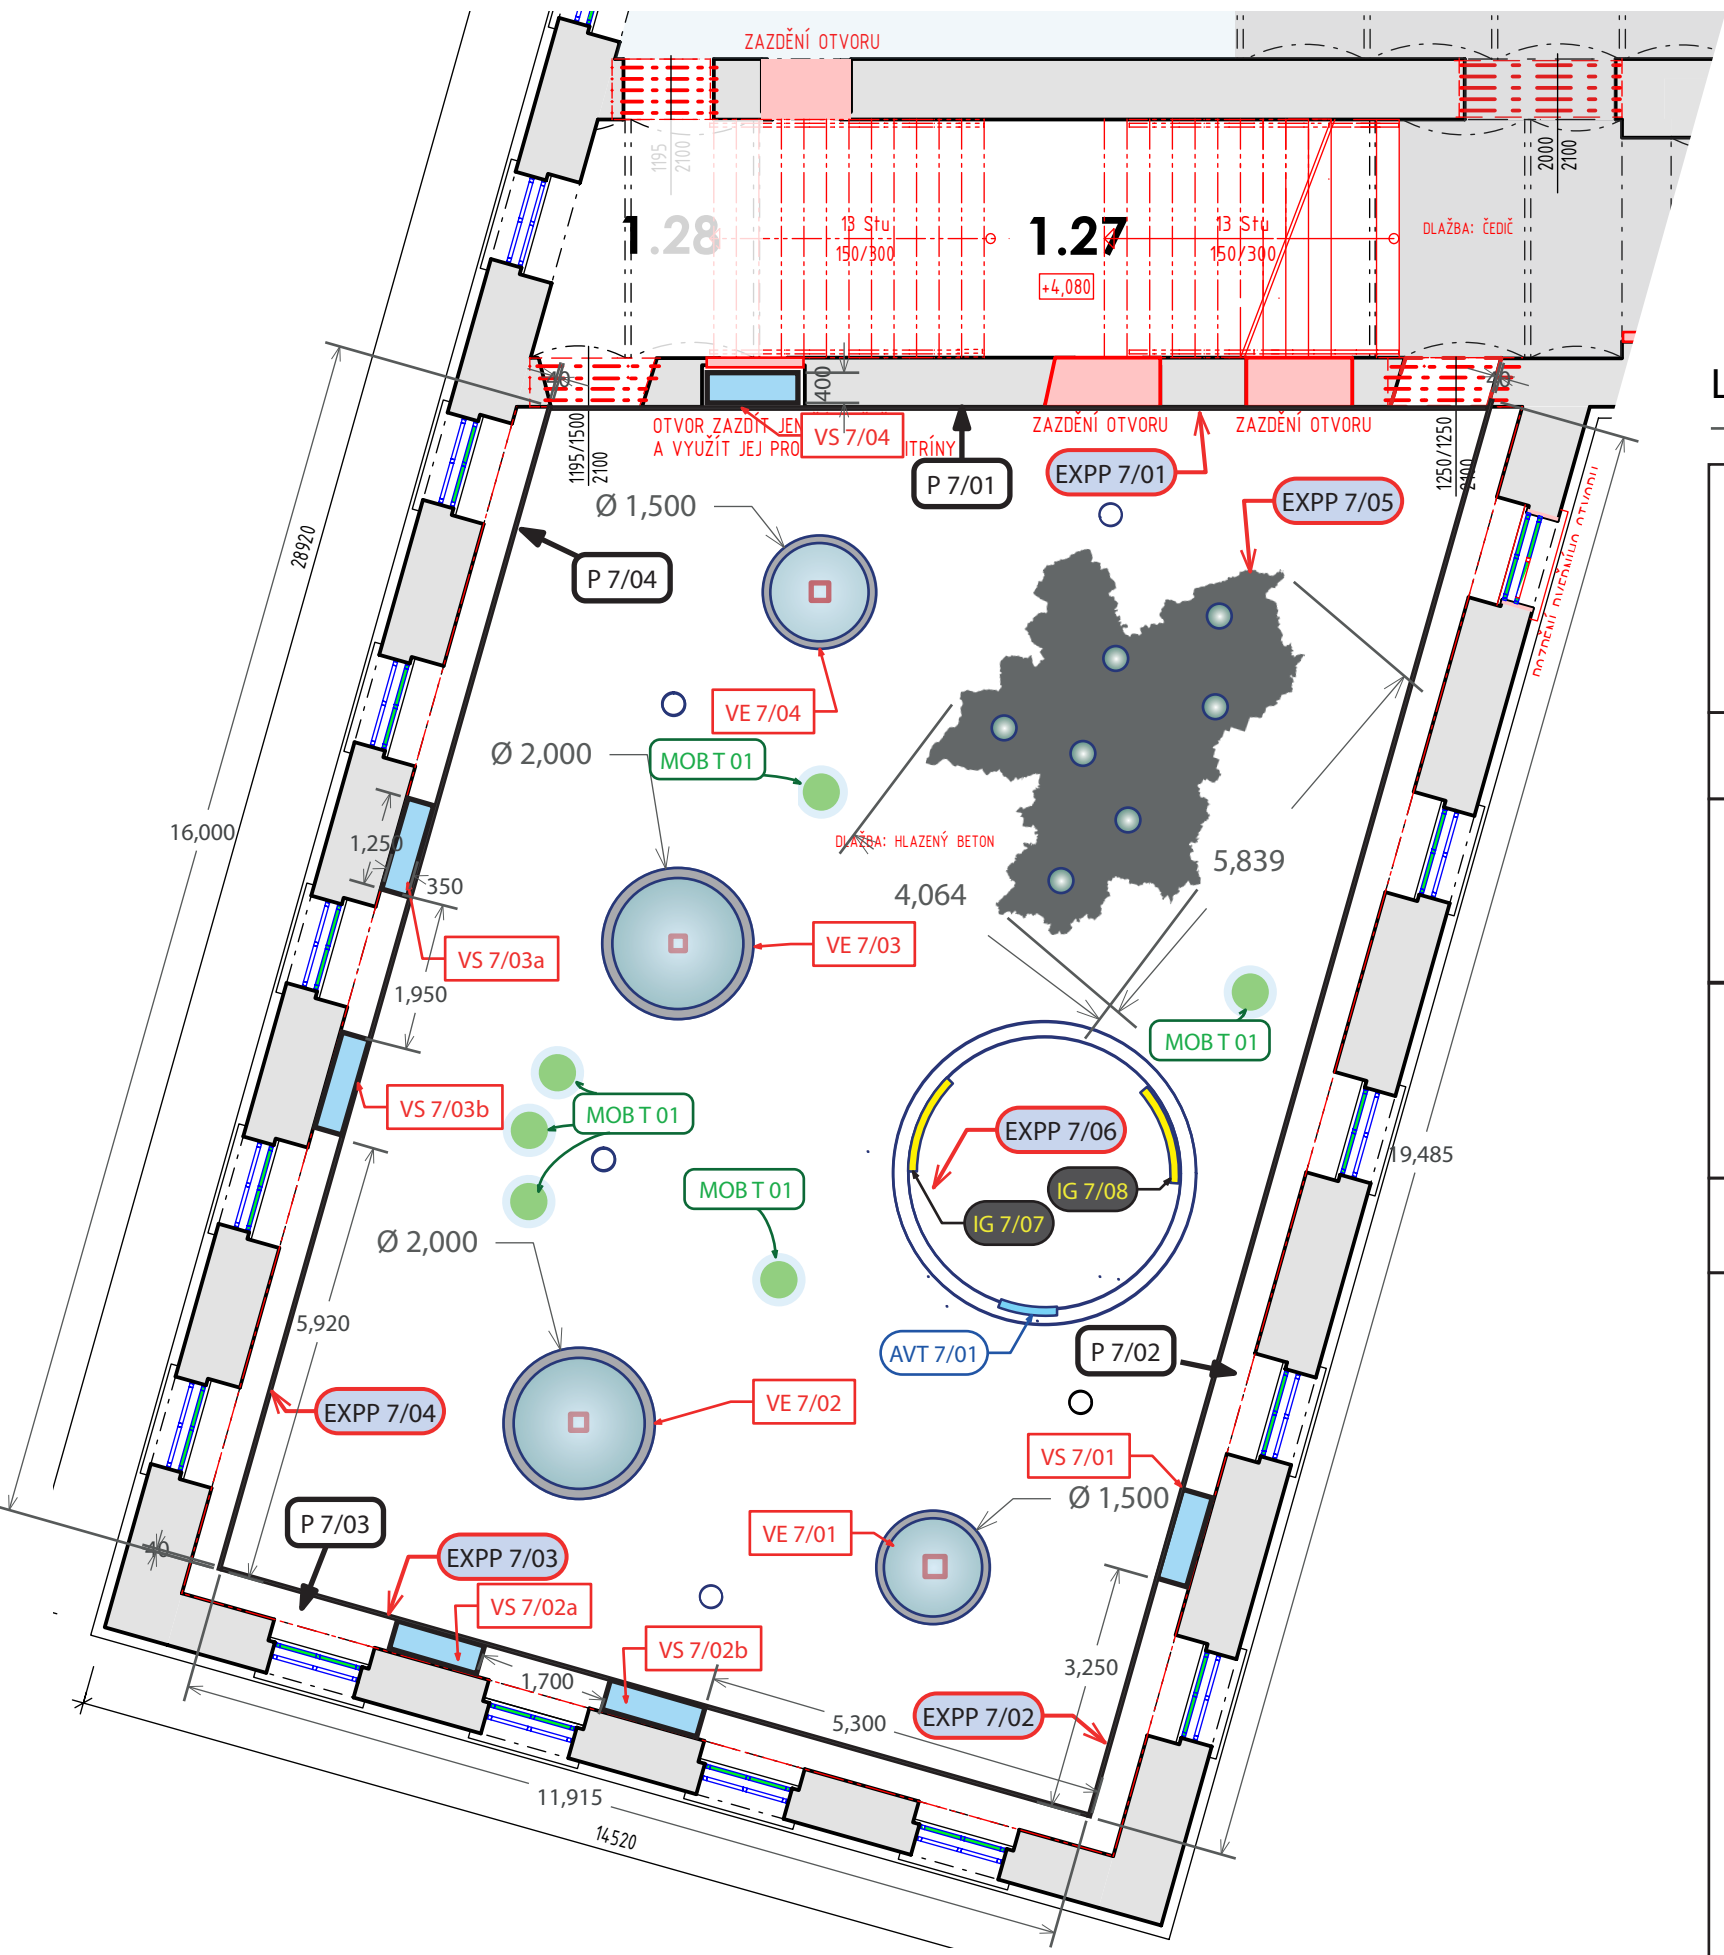 ZAZDĚNÍ OTVORU
1195
2100
2000
2100
1.28
13 Stu
150/300
1.27
13 Stu
150/300
DLAŽBA: ČEDIČ
+4,080
L
40
400
40
OTVOR ZAZDÍT JEN
A VYUŽÍT JEJ PRO
ITRÍNY
VS 7/04
ZAZDĚNÍ OTVORU
ZAZDĚNÍ OTVORU
1195/1500
2100
1250/1250
2100
P 7/01
EXPP 7/01
EXPP 7/05
Ø 1,500
28920
P 7/04
VE 7/04
Ø 2,000
MOB T 01
16,000
1,250
350
DLAŽBA: HLAZENÝ BETON
5,839
4,064
VE 7/03
VS 7/03a
1,950
MOB T 01
VS 7/03b
MOB T 01
EXPP 7/06
19,485
MOB T 01
IG 7/08
IG 7/07
Ø 2,000
5,920
AVT 7/01
P 7/02
EXPP 7/04
VE 7/02
VS 7/01
Ø 1,500
P 7/03
VE 7/01
40
EXPP 7/03
VS 7/02a
VS 7/02b
1,700
3,250
5,300
EXPP 7/02
11,915
14520